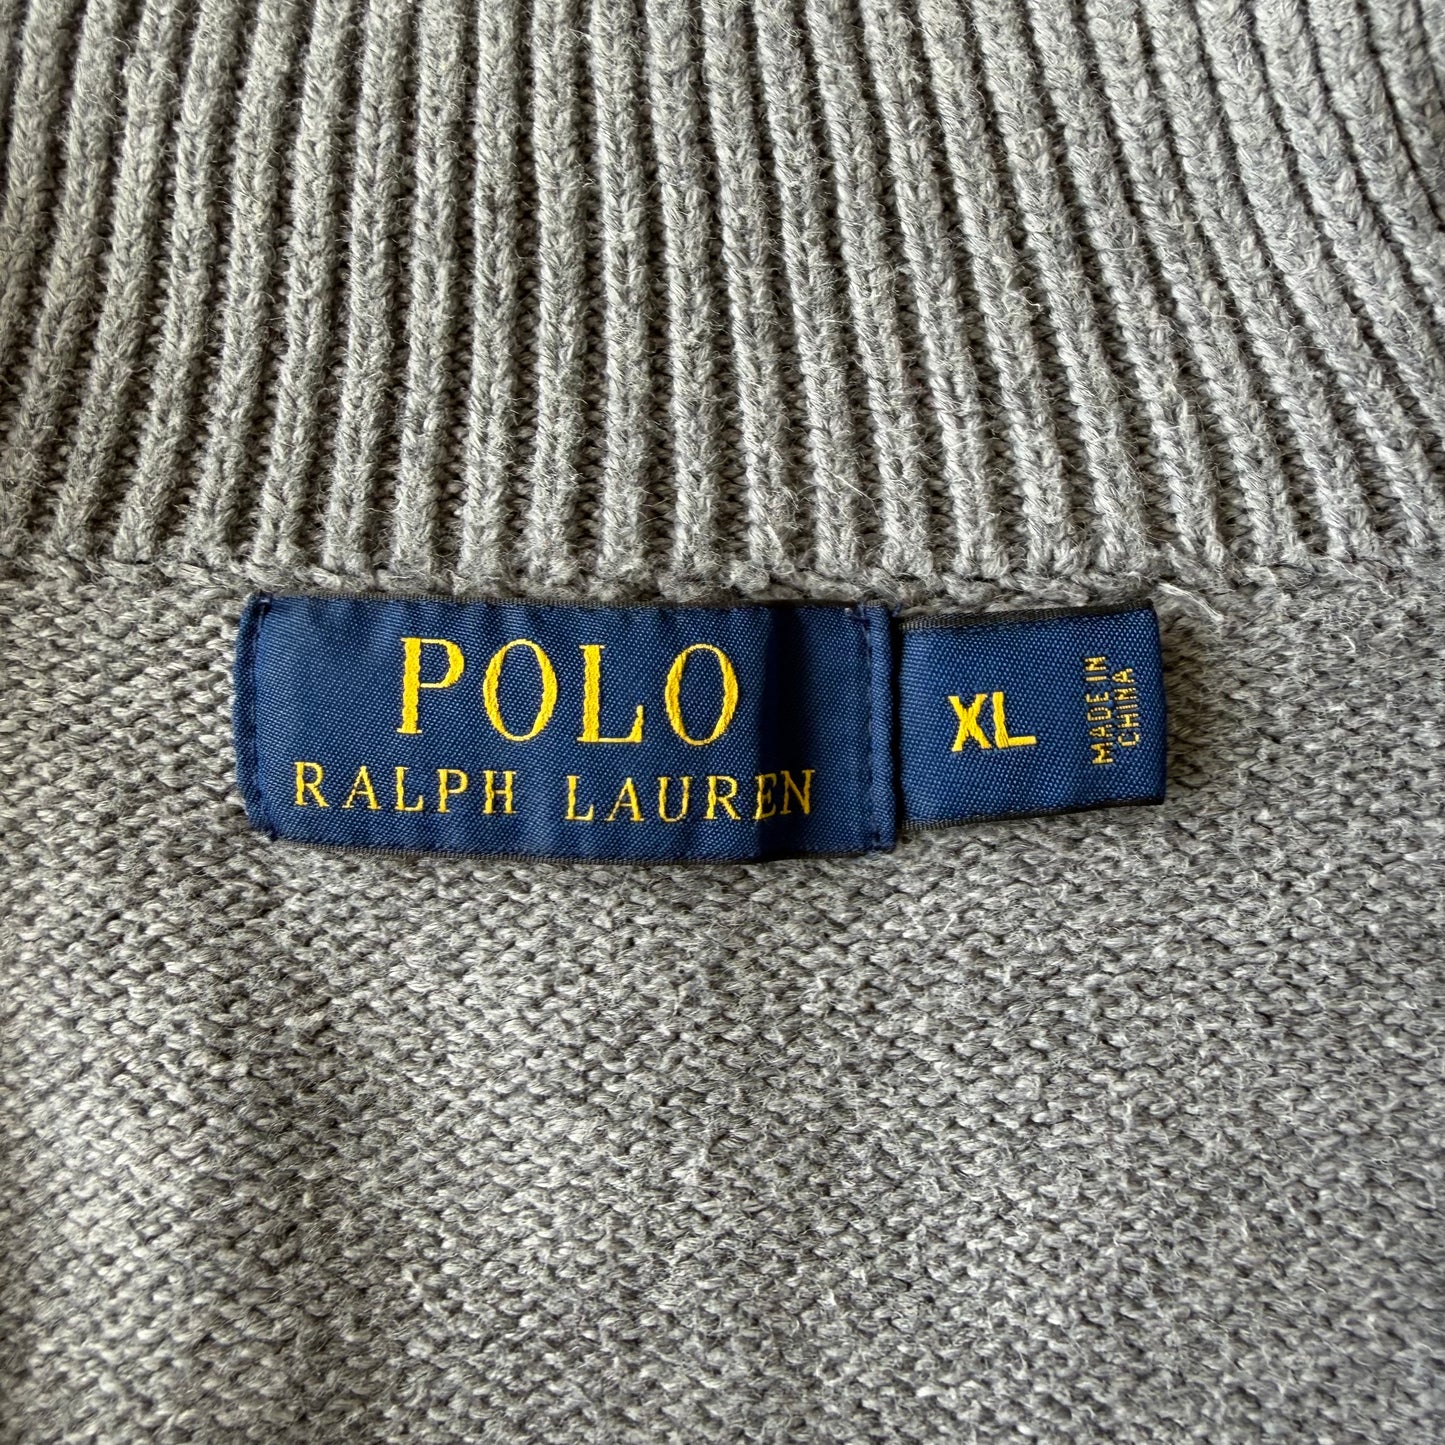 POLO
RALPH LAUREN
XL
MADE IN
CHINA